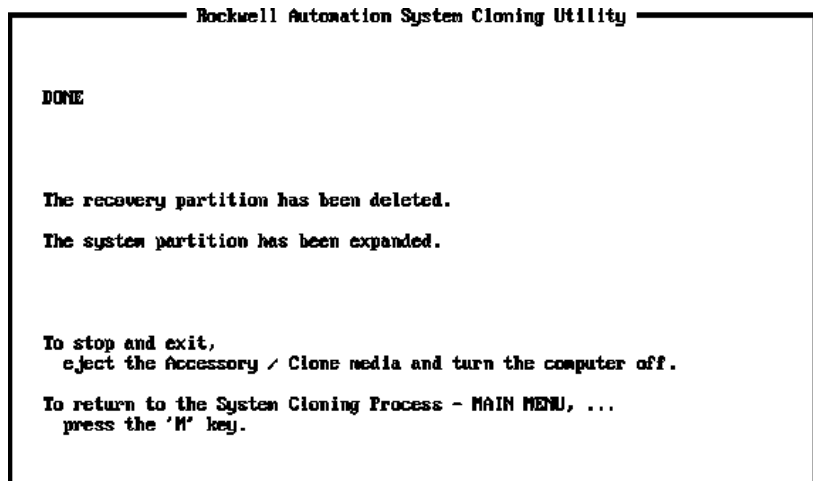 Rockwell Automation System Cloning Utility
DONE
The recovery partition has been deleted.
The system partition has been expanded.
To stop and exit,
eject the Accessory / Clone media and turn the computer off.
To return to the System Cloning Process - MAIN MENU, ...
press the 'M' key.